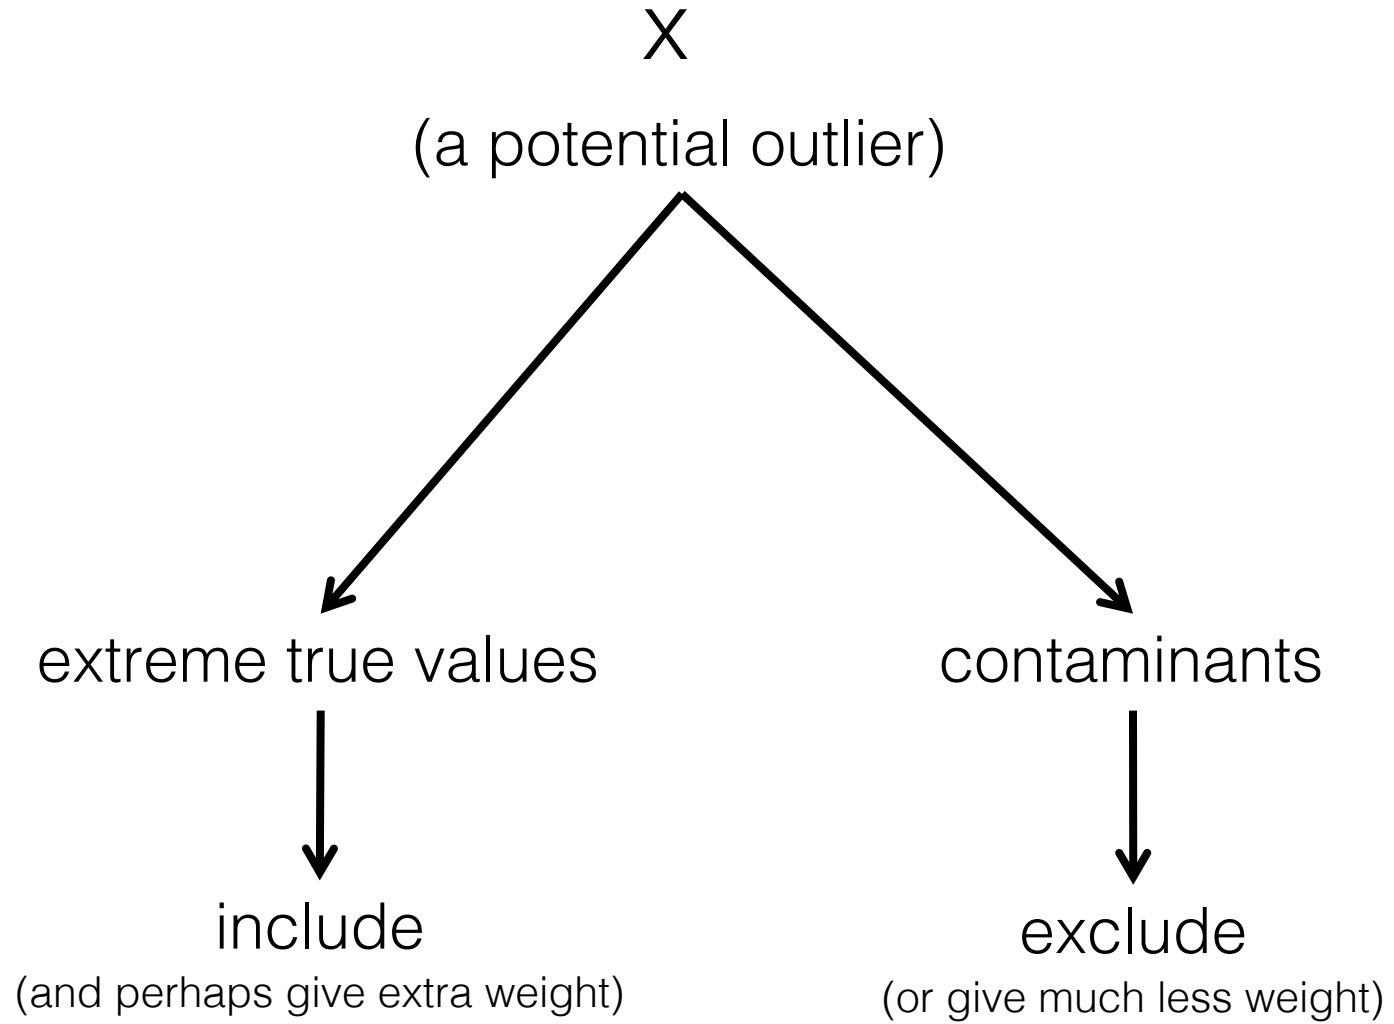 X
(a potential outlier)
extreme true values
contaminants
include
(and perhaps give extra weight)
exclude
(or give much less weight)